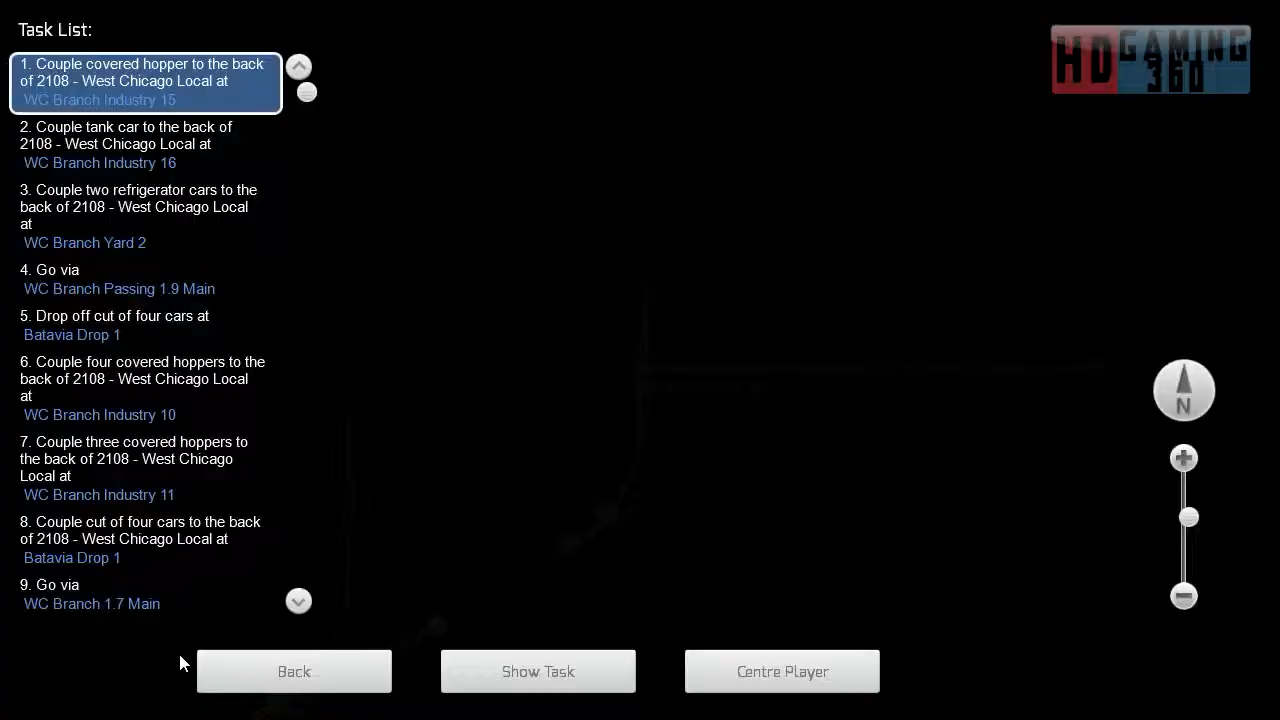 Task List:
1. Couple covered hopper to the back
of 2108 - West Chicago Local at
WC Branch Industry 15
2. Couple tank car to the back of
2108 - West Chicago Local at
WC Branch Industry 16
3. Couple two refrigerator cars to the
back of 2108 - West Chicago Local
at
WC Branch Yard 2
4. Go via
WC Branch Passing 1.9 Main
5. Drop off cut of four cars at
Batavia Drop 1
6. Couple four covered hoppers to the
back of 2108 - West Chicago Local
at
WC Branch Industry 10
7. Couple three covered hoppers to
the back of 2108 - West Chicago
Local at
WC Branch Industry 11
8. Couple cut of four cars to the back
of 2108 - West Chicago Local at
Batavia Drop 1
9. Go via
WC Branch 1.7 Main
Back
Show Task
Centre Player
HD GAMING
360
N